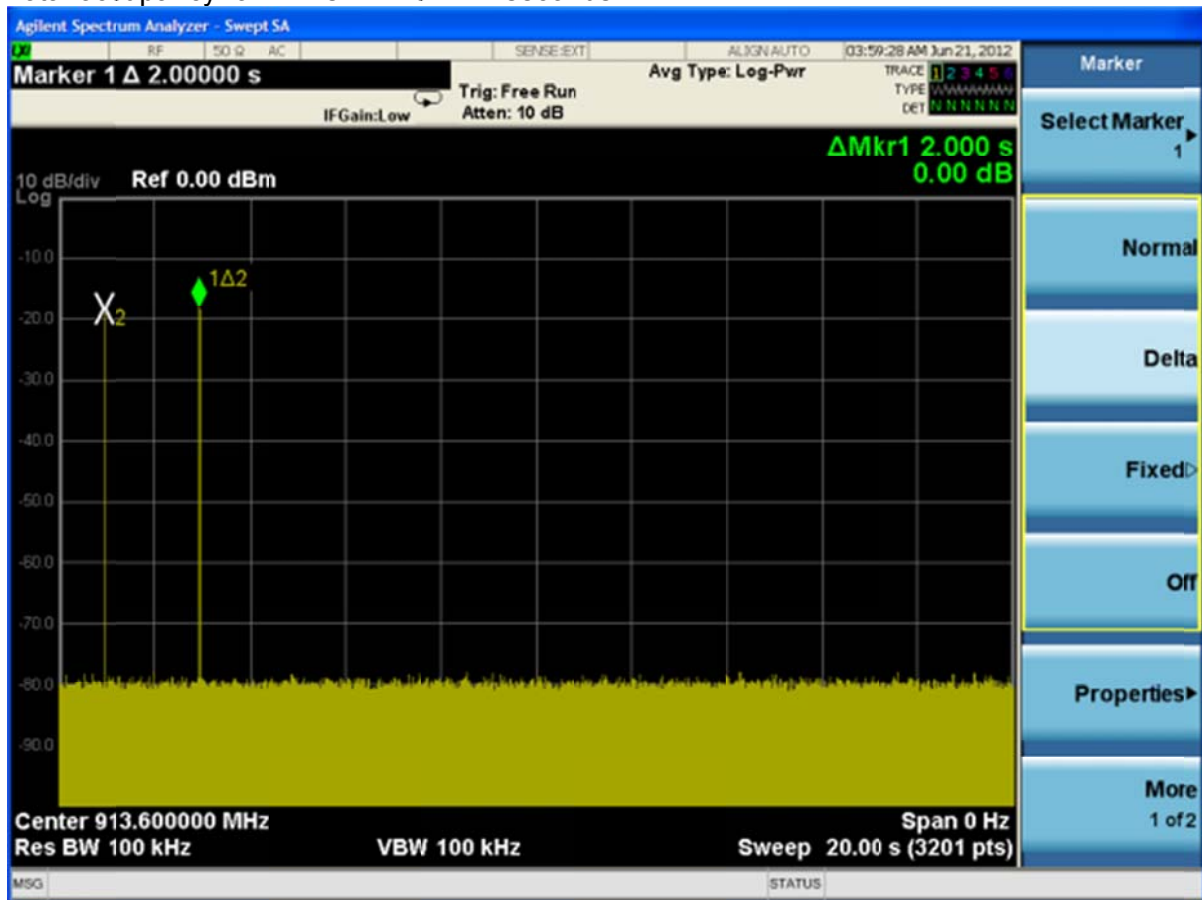 Agilent Spectrum Analyzer - Swept SA
RF 50 Ω AC SENSE:EXT ALIGN AUTO 03:59:28 AM Jun 21, 2012
Marker 1 Δ 2.00000 s
Trig: Free Run
IFGain:Low Atten: 10 dB
Avg Type: Log-Pwr
TRACE 1 2 3 4 5 6
TYPE WWWWWW
DET N N N N N N
ΔMkr1 2.000 s
0.00 dB
10 dB/div Ref 0.00 dBm
Log
-10.0
-20.0
-30.0
-40.0
-50.0
-60.0
-70.0
-80.0
-90.0
X2
1Δ2
Center 913.600000 MHz Span 0 Hz
Res BW 100 kHz VBW 100 kHz Sweep 20.00 s (3201 pts)
MSG STATUS
Marker
Select Marker
1
Normal
Delta
Fixed
Off
Properties
More
1 of 2